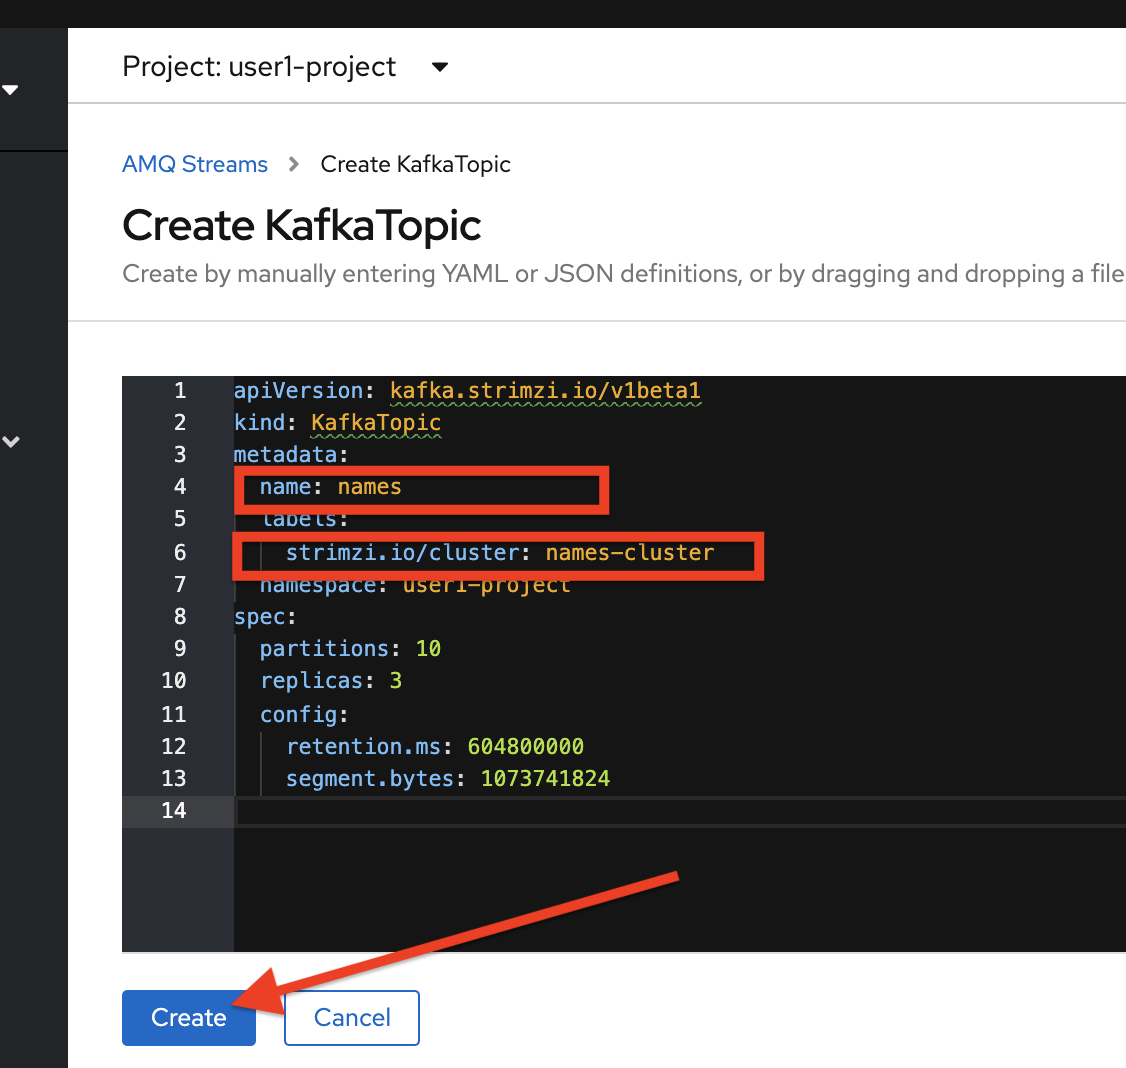 Project: user1-project
AMQ Streams > Create KafkaTopic
Create KafkaTopic
Create by manually entering YAML or JSON definitions, or by dragging and dropping a file
1 apiVersion: kafka.strimzi.io/v1beta1
2 kind: KafkaTopic
3 metadata:
4   name: names
5   labels:
6     strimzi.io/cluster: names-cluster
7   namespace: user1-project
8 spec:
9   partitions: 10
10   replicas: 3
11   config:
12     retention.ms: 604800000
13     segment.bytes: 1073741824
14
Create Cancel